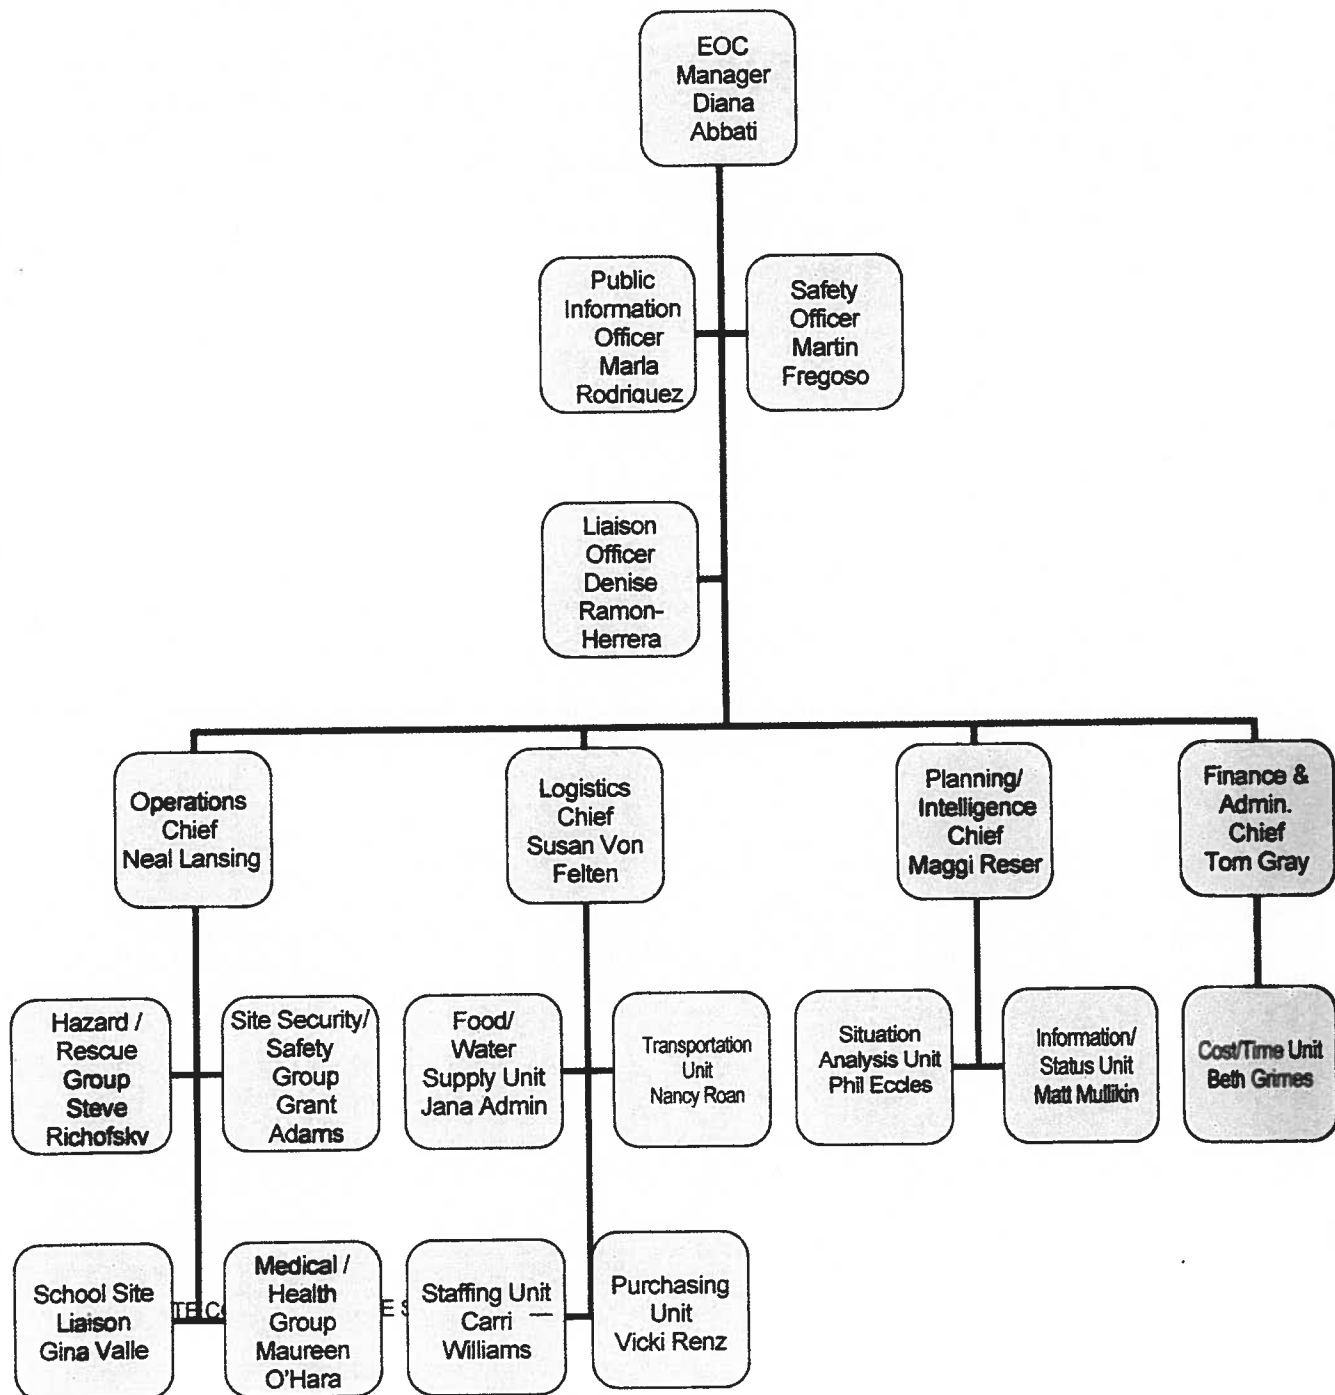 EOC
Manager
Diana
Abbati
Public
Information
Officer
Marla
Rodriguez
Safety
Officer
Martin
Fregoso
Liaison
Officer
Denise
Ramon-
Herrera
Operations
Chief
Neal Lansing
Logistics
Chief
Susan Von
Felten
Planning/
Intelligence
Chief
Maggi Reser
Finance &
Admin.
Chief
Tom Gray
Hazard /
Rescue
Group
Steve
Richofsky
Site Security/
Safety
Group
Grant
Adams
Food/
Water
Supply Unit
Jana Admin
Transportation
Unit
Nancy Roan
Situation
Analysis Unit
Phil Eccles
Information/
Status Unit
Matt Mullikin
Cost/Time Unit
Beth Grimes
School Site
Liaison
Gina Valle
Medical /
Health
Group
Maureen
O'Hara
Staffing Unit
Carri
Williams
Purchasing
Unit
Vicki Renz